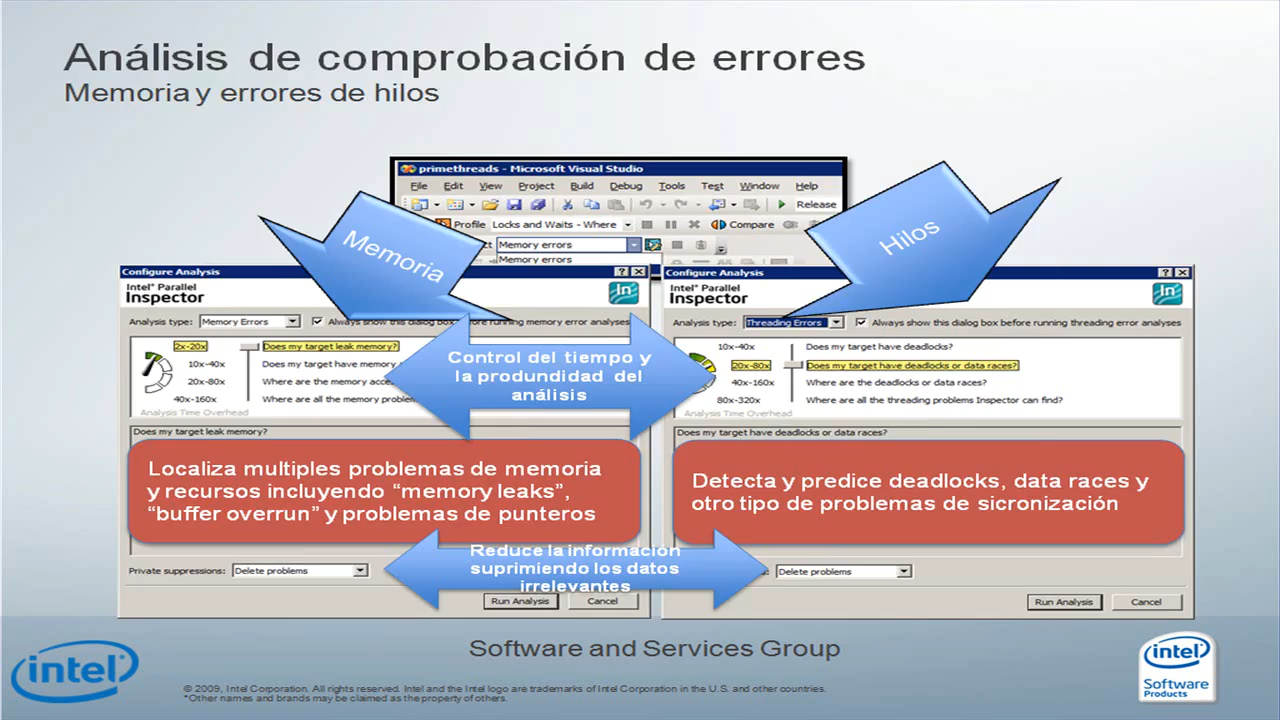 Análisis de comprobación de errores
Memoria y errores de hilos
primethreads - Microsoft Visual Studio
File Edit View Project Build Debug Tools Test Window Help
Release
Profile Locks and Waits - Where Compare
Memory errors
Memory errors
Memoria
Hilos
Configure Analysis
Intel® Parallel
Inspector
In
Analysis type: Memory Errors Always show this dialog box before running memory error analyses
2x-20x Does my target leak memory?
10x-40x Does my target have memory
20x-80x Where are the memory
40x-160x Where are all the memory
Analysis Time Overhead
Does my target leak memory?
Configure Analysis
Intel® Parallel
Inspector
In
Analysis type: Threading Errors Always show this dialog box before running threading error analyses
10x-40x Does my target have deadlocks?
20x-80x Does my target have deadlocks or data races?
40x-160x Where are the deadlocks or data races?
80x-320x Where are all the threading problems Inspector can find?
Analysis Time Overhead
Does my target have deadlocks or data races?
Control del tiempo y
la produndidad del
análisis
Localiza multiples problemas de memoria
y recursos incluyendo “memory leaks”,
“buffer overrun” y problemas de punteros
Detecta y predice deadlocks, data races y
otro tipo de problemas de sicronización
Reduce la información
suprimiendo los datos
irrelevantes
Private suppressions: Delete problems
Run Analysis Cancel
Delete problems
Run Analysis Cancel
Software and Services Group
intel
© 2009, Intel Corporation. All rights reserved. Intel and the Intel logo are trademarks of Intel Corporation in the U.S. and other countries.
*Other names and brands may be claimed as the property of others.
intel
Software
Products